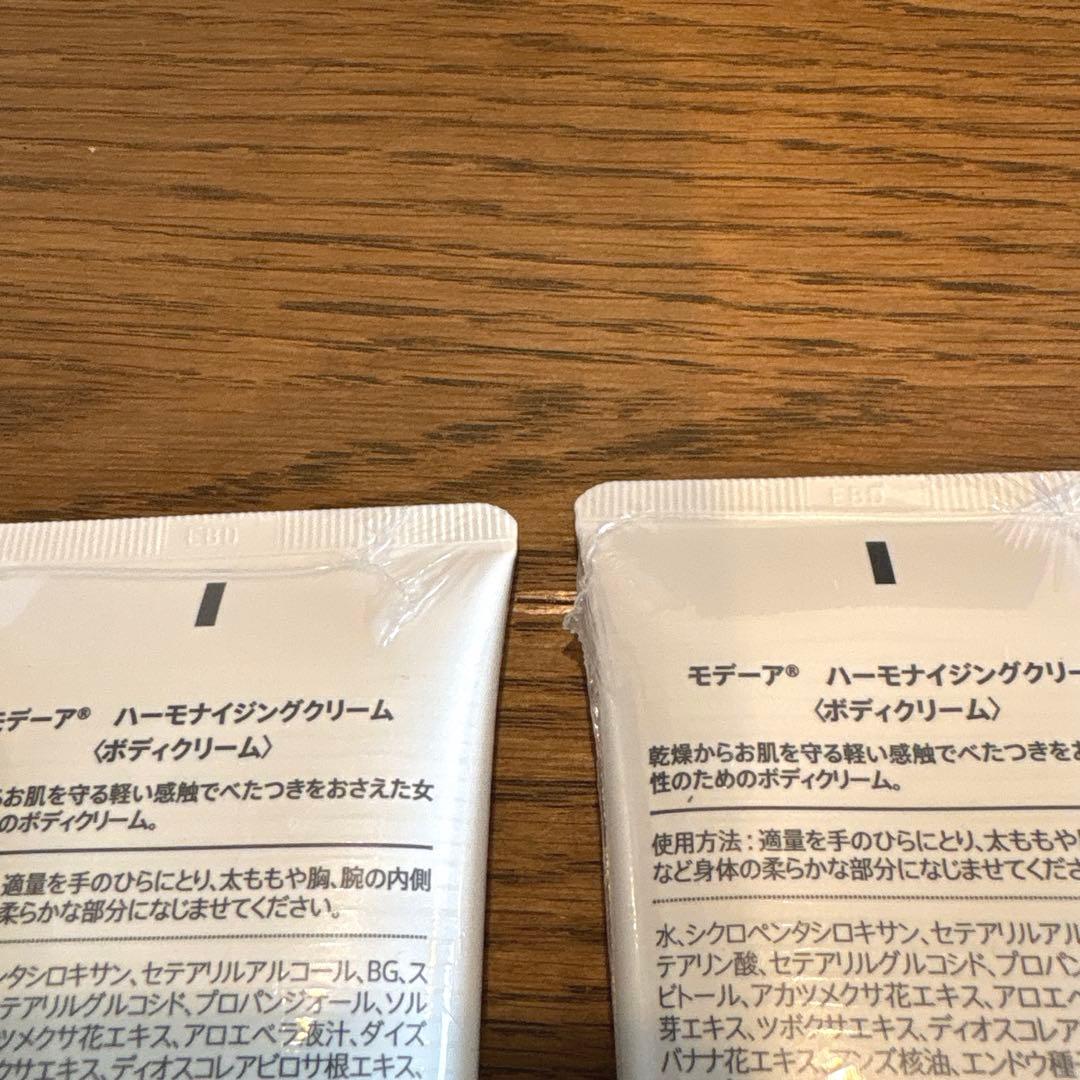 EBO
モデーア® ハーモナイジングクリーム
〈ボディクリーム〉
お肌を守る軽い感触でべたつきをおさえた女
のボディクリーム。
適量を手のひらにとり、太ももや胸、腕の内側
柔らかな部分になじませてください。
ンタシロキサン、セテアリルアルコール、BG、ス
テアリルグルコシド、プロパンジオール、ソル
ツメクサ花エキス、アロエベラ液汁、ダイズ
クサエキス、ディオスコレアビロサ根エキス、
EBO
モデーア® ハーモナイジングクリー
〈ボディクリーム〉
乾燥からお肌を守る軽い感触でべたつきをお
性のためのボディクリーム。
使用方法：適量を手のひらにとり、太ももや
など身体の柔らかな部分になじませてくださ
水、シクロペンタシロキサン、セテアリルアル
テアリン酸、セテアリルグルコシド、プロパン
ビトール、アカツメクサ花エキス、アロエベ
芽エキス、ツボクサエキス、ディオスコレア
バナナ花エキス、アンズ核油、エンドウ種